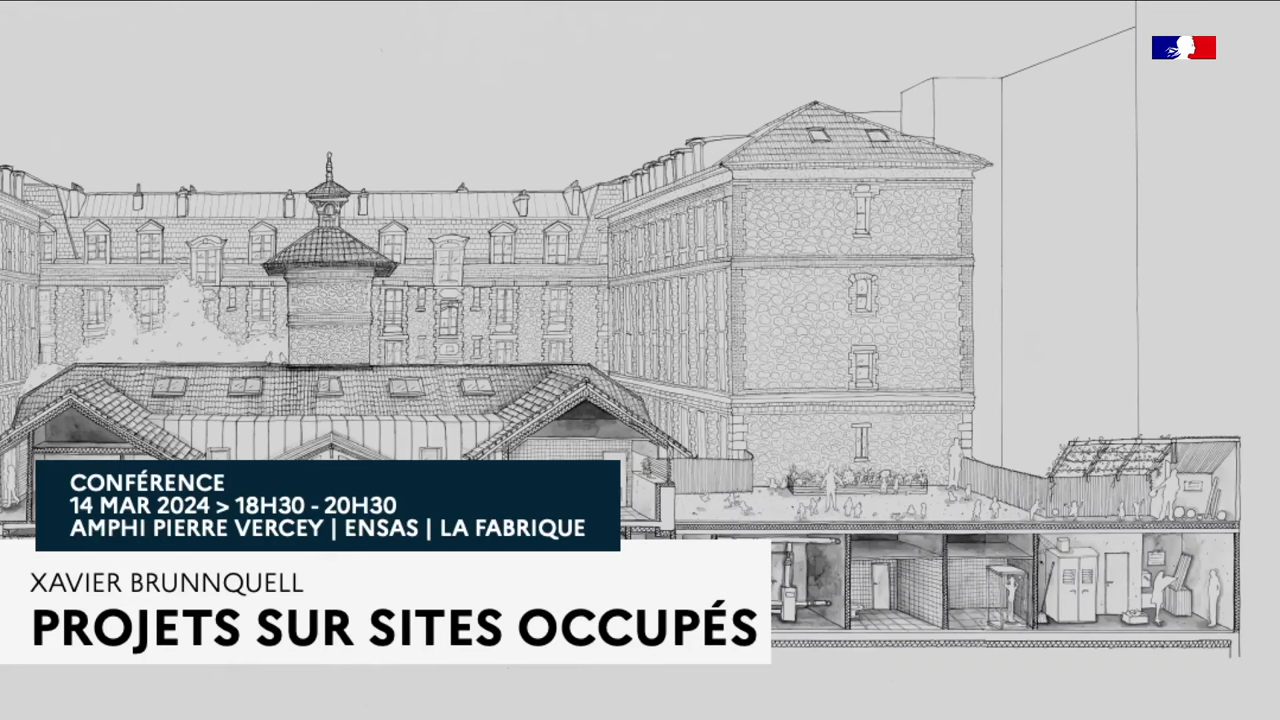 CONFÉRENCE
14 MAR 2024 > 18H30 - 20H30
AMPHI PIERRE VERCEY | ENSAS | LA FABRIQUE
XAVIER BRUNNQUELL
PROJETS SUR SITES OCCUPÉS